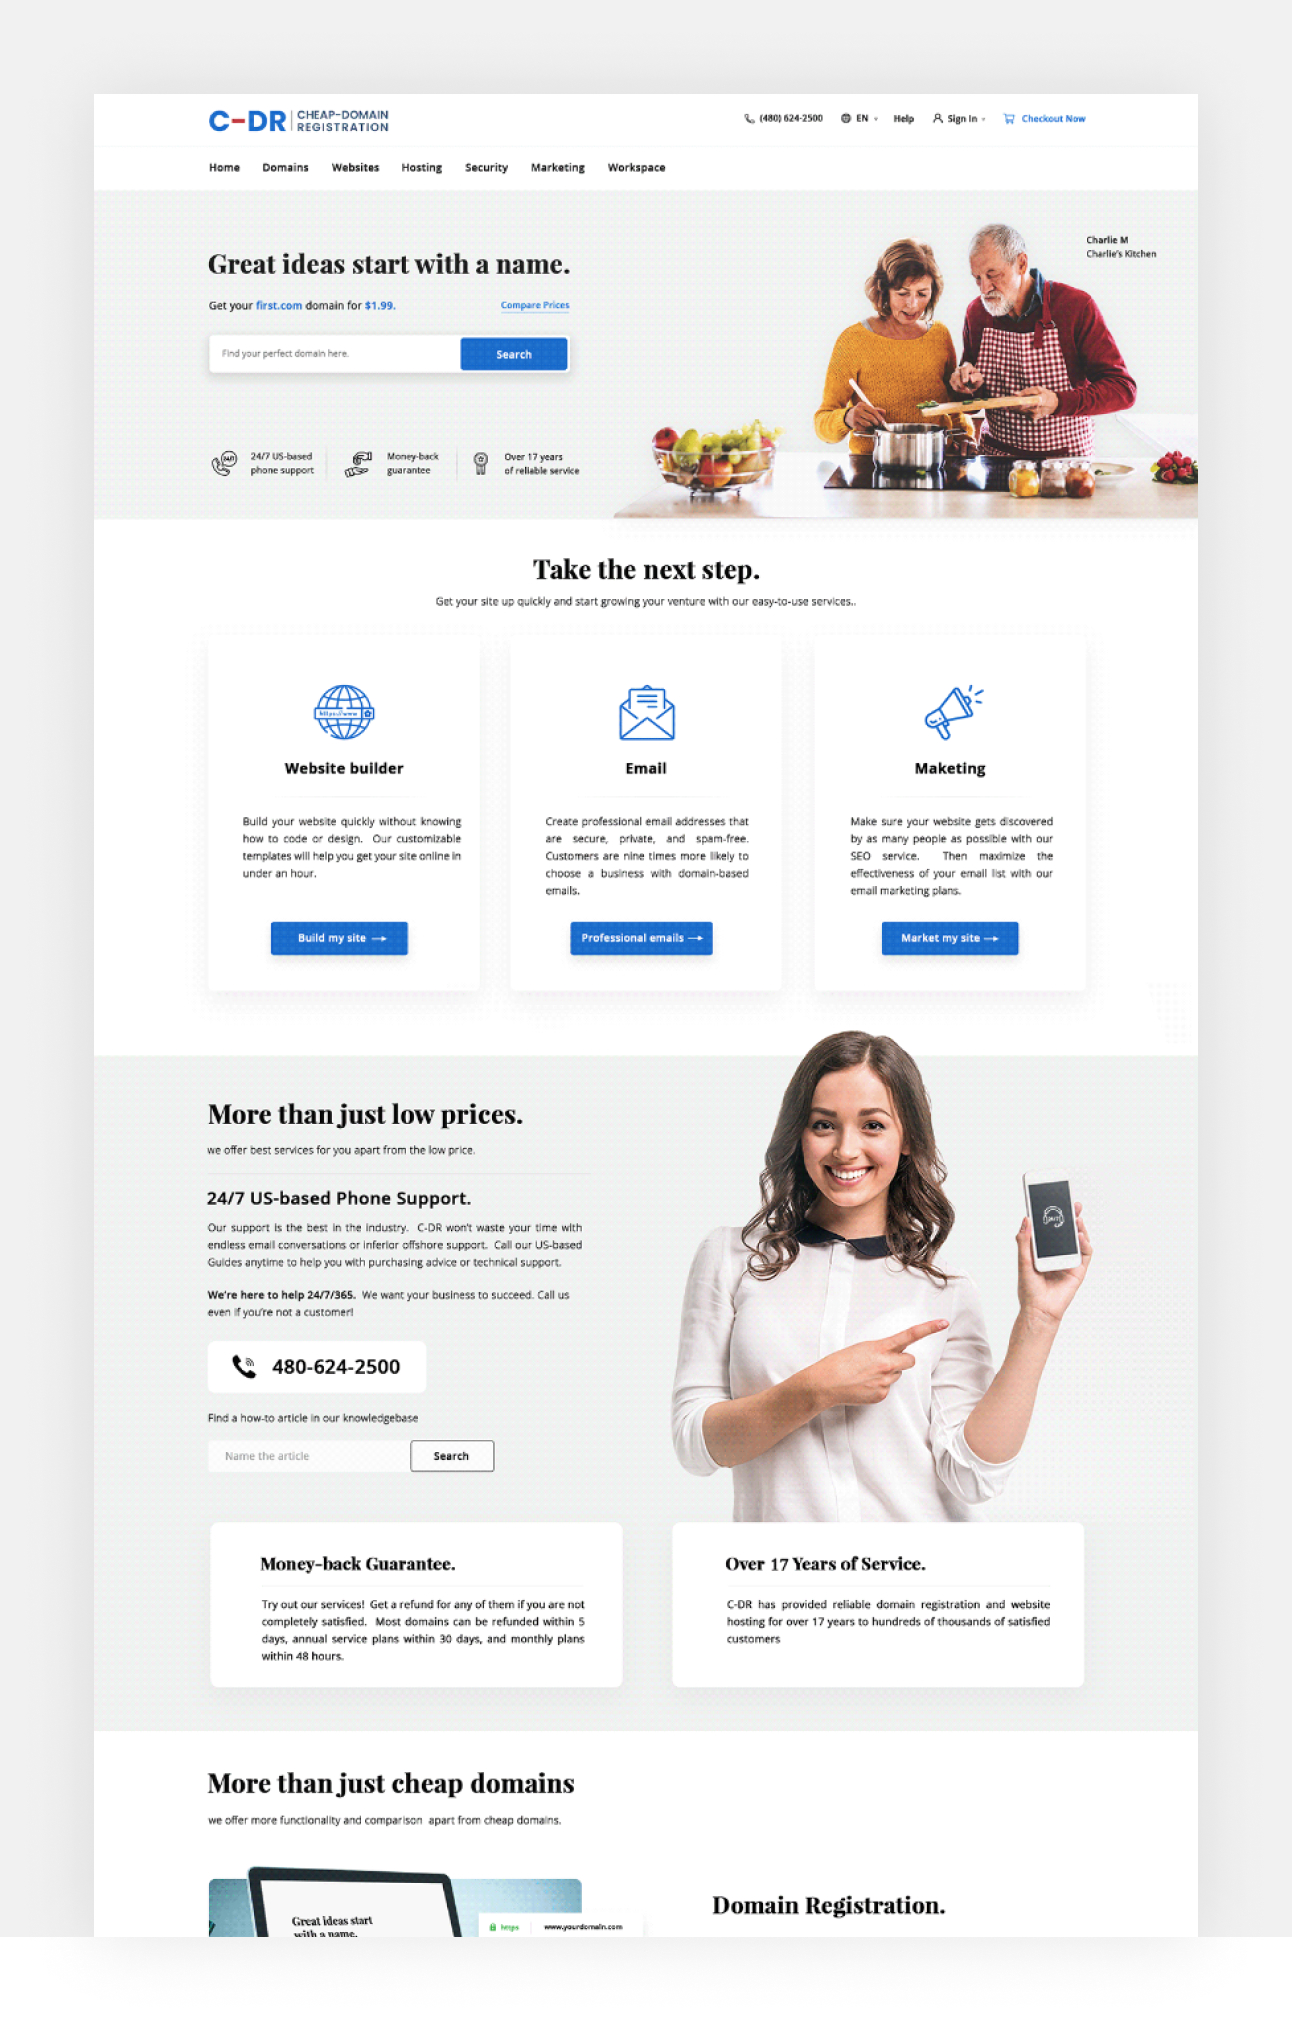 C-DR CHEAP-DOMAIN
REGISTRATION
(480) 624-2500 EN Help Sign In Checkout Now
Home Domains Websites Hosting Security Marketing Workspace
Great ideas start with a name.
Get your first.com domain for $1.99. Compare Prices
Find your perfect domain here. Search
Charlie M
Charlie's Kitchen
24/7 US-based
phone support
Money-back
guarantee
Over 17 years
of reliable service
Take the next step.
Get your site up quickly and start growing your venture with our easy-to-use services..
https://www
Website builder
Build your website quickly without knowing
how to code or design. Our customizable
templates will help you get your site online in
under an hour.
Build my site
Email
Create professional email addresses that
are secure, private, and spam-free.
Customers are nine times more likely to
choose a business with domain-based
emails.
Professional emails
Maketing
Make sure your website gets discovered
by as many people as possible with our
SEO service. Then maximize the
effectiveness of your email list with our
email marketing plans.
Market my site
More than just low prices.
we offer best services for you apart from the low price.
24/7 US-based Phone Support.
Our support is the best in the industry. C-DR won't waste your time with
endless email conversations or inferior offshore support. Call our US-based
Guides anytime to help you with purchasing advice or technical support.
We're here to help 24/7/365. We want your business to succeed. Call us
even if you're not a customer!
480-624-2500
Find a how-to article in our knowledgebase
Name the article Search
Money-back Guarantee.
Try out our services! Get a refund for any of them if you are not
completely satisfied. Most domains can be refunded within 5
days, annual service plans within 30 days, and monthly plans
within 48 hours.
Over 17 Years of Service.
C-DR has provided reliable domain registration and website
hosting for over 17 years to hundreds of thousands of satisfied
customers
More than just cheap domains
we offer more functionality and comparison apart from cheap domains.
Great ideas start
with a name.
https www.yourdomain.com
Domain Registration.